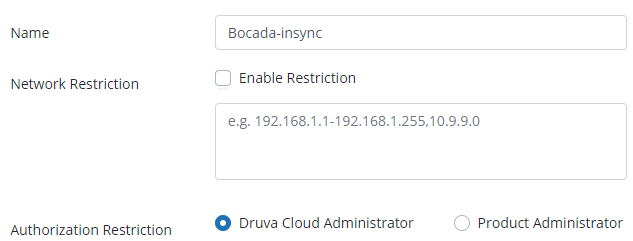 Name
Bocada-insync
Network Restriction
Enable Restriction
e.g. 192.168.1.1-192.168.1.255,10.9.9.0
Authorization Restriction
Druva Cloud Administrator
Product Administrator